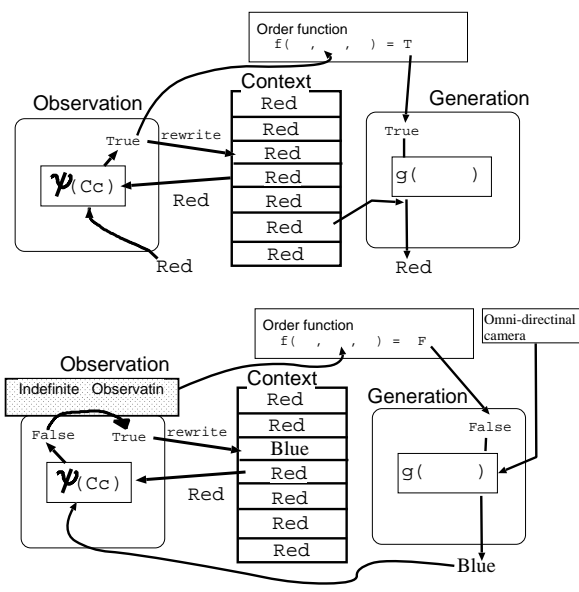 Order function
f( , , ) = T
Context
Observation
Generation
Red
Red
True
rewrite
Red
True
ψ(Cc)
Red
g( )
Red
Red
Red
Red
Red
Red
Order function
f( , , ) = F
Omni-directinal
camera
Observation
Context
Generation
Indefinite Observatin
Red
Red
False
True
rewrite
Blue
False
ψ(Cc)
Red
g( )
Red
Red
Red
Red
Blue